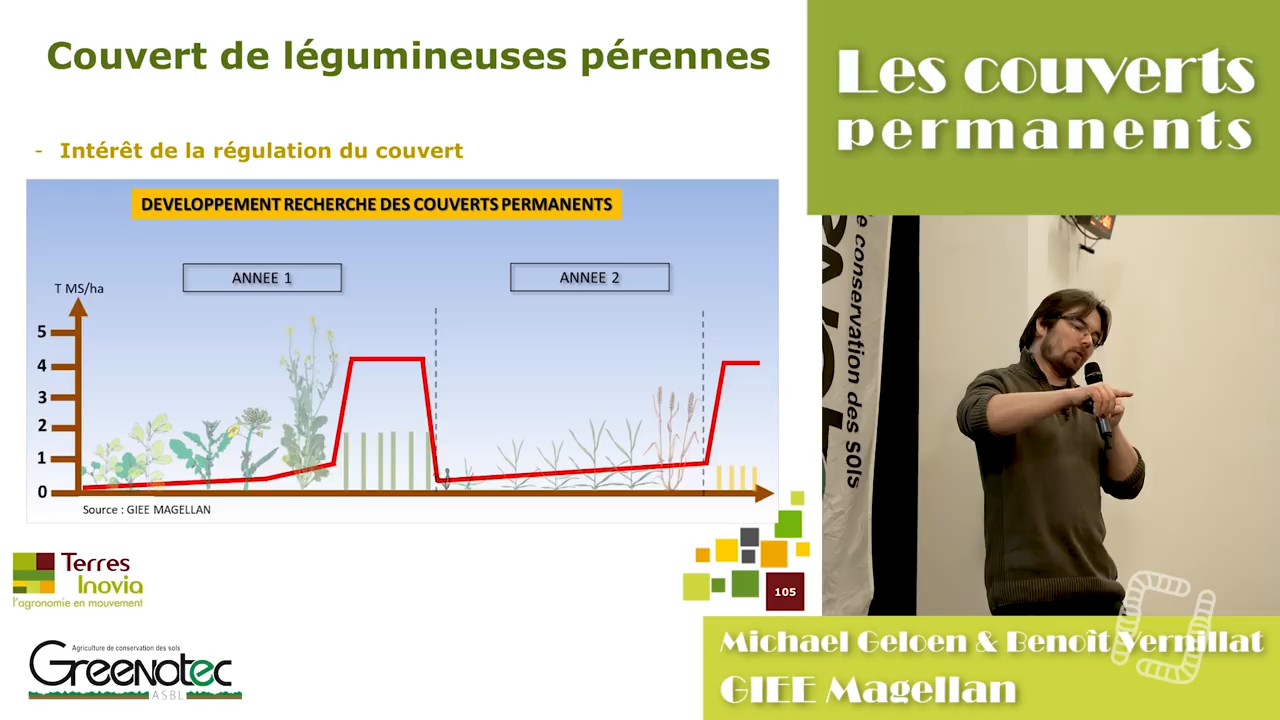 Couvert de légumineuses pérennes
- Intérêt de la régulation du couvert
DEVELOPPEMENT RECHERCHE DES COUVERTS PERMANENTS
ANNEE 1
ANNEE 2
T MS/ha
5
4
3
2
1
0
Source : GIEE MAGELLAN
Terres
Inovia
l'agronomie en mouvement
105
Agriculture de conservation des sols
Greenotec
ASBL
Les couverts
permanents
e conservation des sols
Michael Geloen & Benoît Vernillat
GIEE Magellan